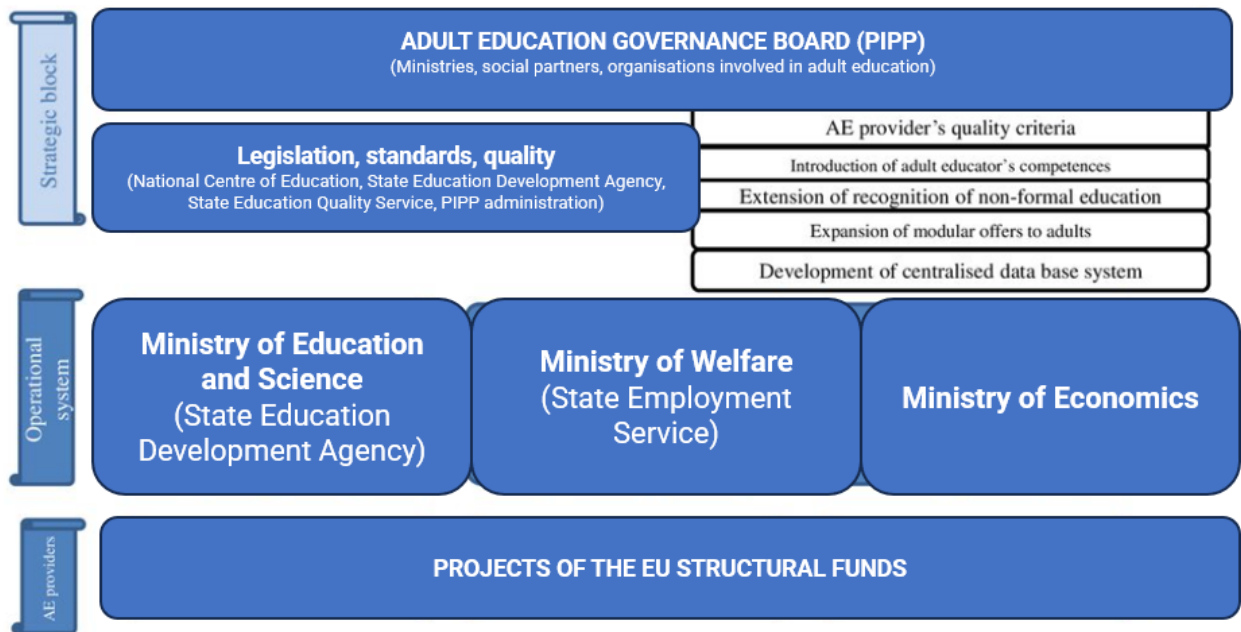 Strategic block
ADULT EDUCATION GOVERNANCE BOARD (PIPP)
(Ministries, social partners, organisations involved in adult education)
Legislation, standards, quality
(National Centre of Education, State Education Development Agency,
State Education Quality Service, PIPP administration)
AE provider’s quality criteria
Introduction of adult educator’s competences
Extension of recognition of non-formal education
Expansion of modular offers to adults
Development of centralised data base system
Operational
system
Ministry of Education
and Science
(State Education
Development Agency)
Ministry of Welfare
(State Employment
Service)
Ministry of Economics
AE providers
PROJECTS OF THE EU STRUCTURAL FUNDS